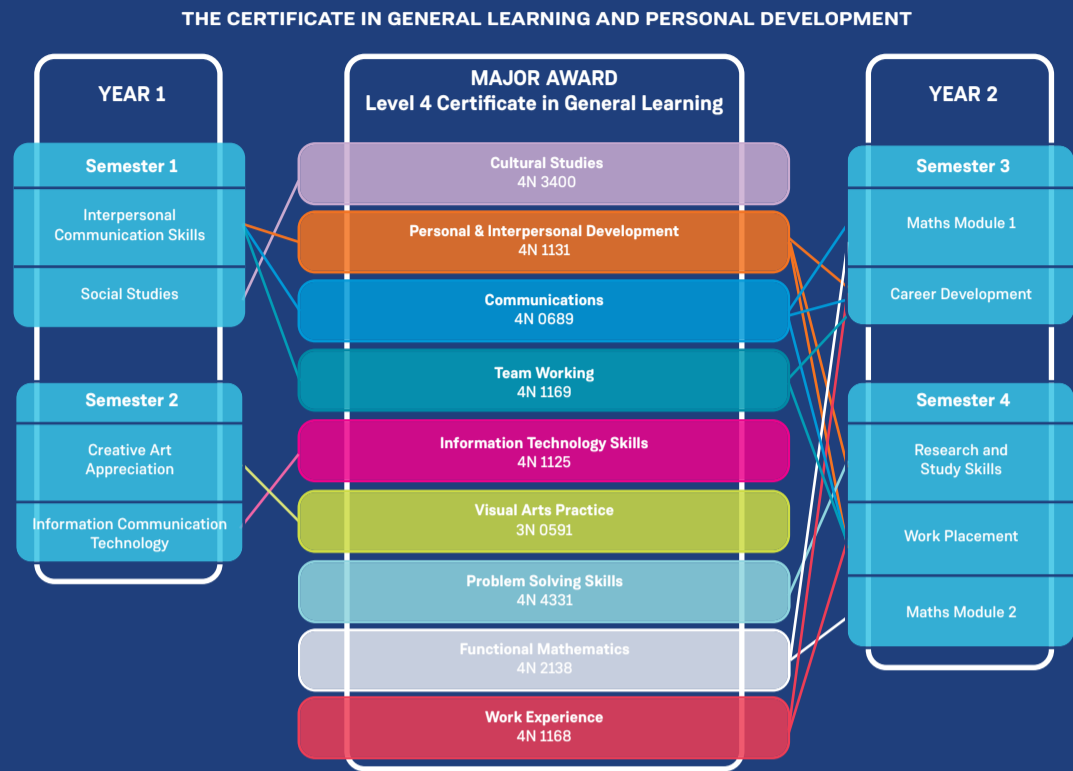 THE CERTIFICATE IN GENERAL LEARNING AND PERSONAL DEVELOPMENT
YEAR 1
Semester 1
Interpersonal
Communication Skills
Social Studies
Semester 2
Creative Art
Appreciation
Information Communication
Technology
MAJOR AWARD
Level 4 Certificate in General Learning
Cultural Studies
4N 3400
Personal & Interpersonal Development
4N 1131
Communications
4N 0689
Team Working
4N 1169
Information Technology Skills
4N 1125
Visual Arts Practice
3N 0591
Problem Solving Skills
4N 4331
Functional Mathematics
4N 2138
Work Experience
4N 1168
YEAR 2
Semester 3
Maths Module 1
Career Development
Semester 4
Research and
Study Skills
Work Placement
Maths Module 2